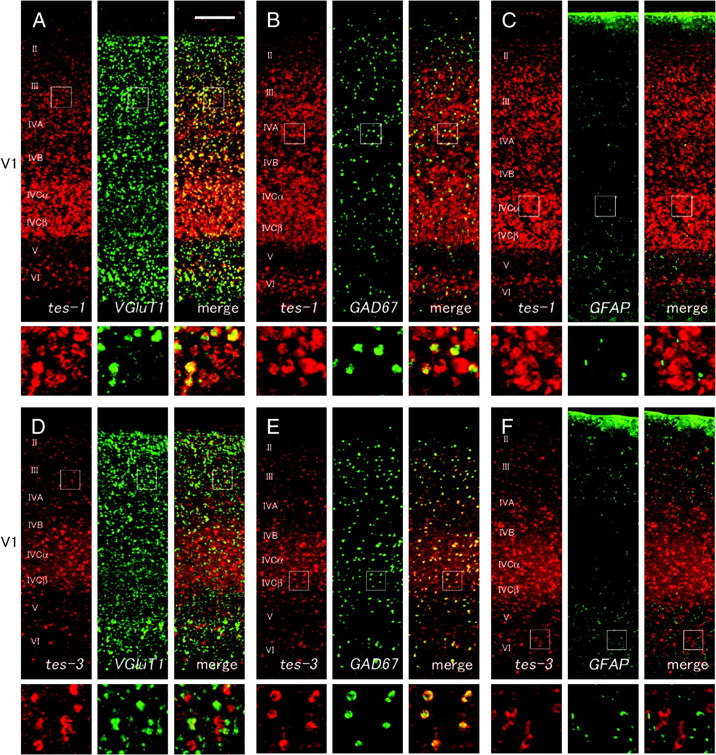 A
B
C
V1
II
III
IVA
IVB
IVCα
IVCβ
V
VI
tes-1
VGluT1
merge
II
III
IVA
IVB
IVCα
IVCβ
V
VI
tes-1
GAD67
merge
II
III
IVA
IVB
IVCα
IVCβ
V
VI
tes-1
GFAP
merge
D
E
F
V1
II
III
IVA
IVB
IVCα
IVCβ
V
VI
tes-3
VGluT1
merge
II
III
IVA
IVB
IVCα
IVCβ
V
VI
tes-3
GAD67
merge
II
III
IVA
IVB
IVCα
IVCβ
V
VI
tes-3
GFAP
merge